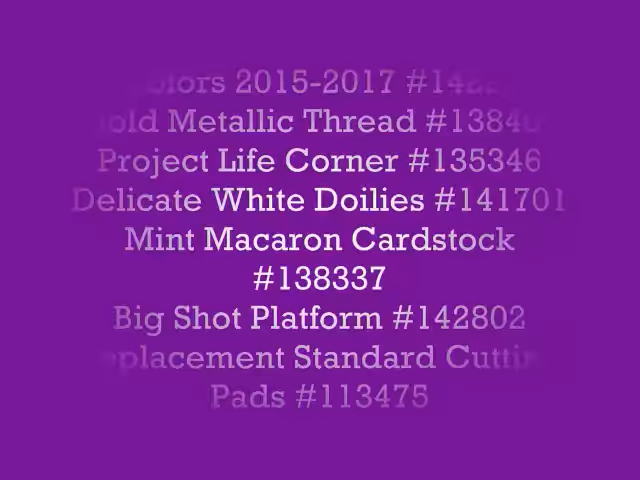 2015-2017
Metallic Thread
Project Life Corner #135346
Delicate White Doilies #141701
Mint Macaron Cardstock
#138337
Big Shot Platform #142802
Standard
Pads #113475